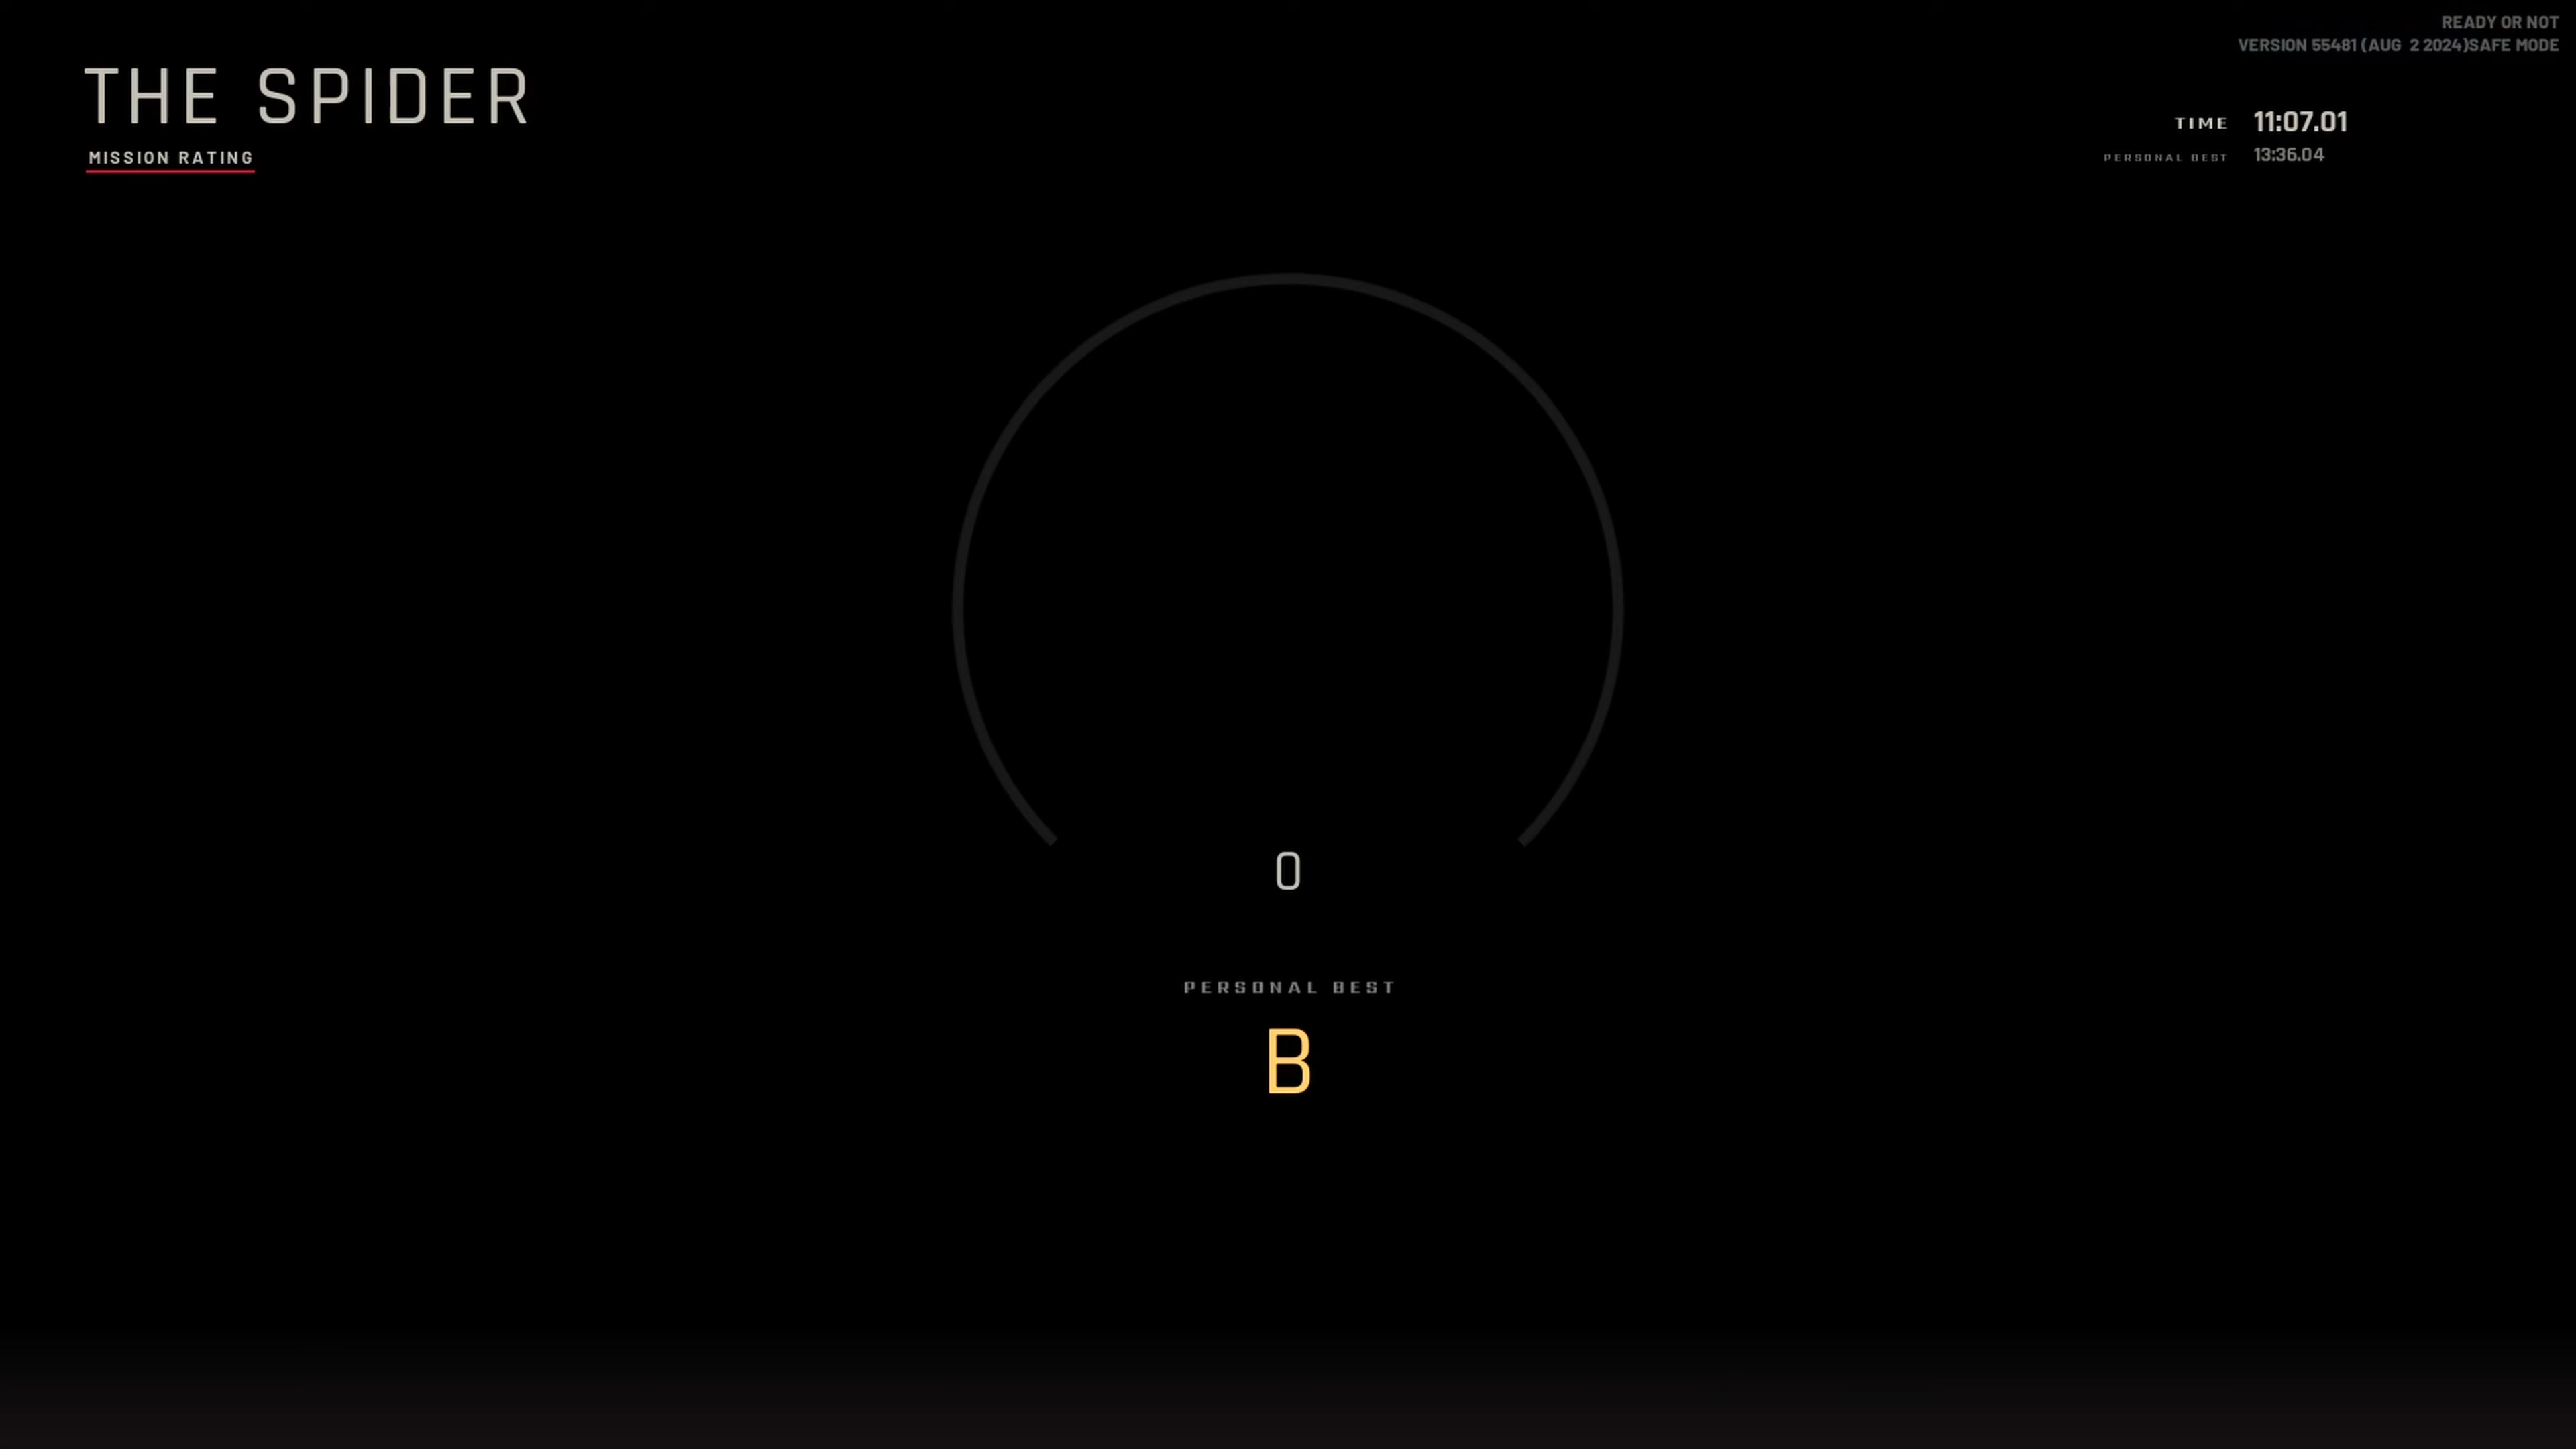 READY OR NOT
VERSION 55481 (AUG  2 2024)SAFE MODE
THE SPIDER
MISSION RATING
TIME 11:07.01
PERSONAL BEST 13:36.04
0
PERSONAL BEST
B